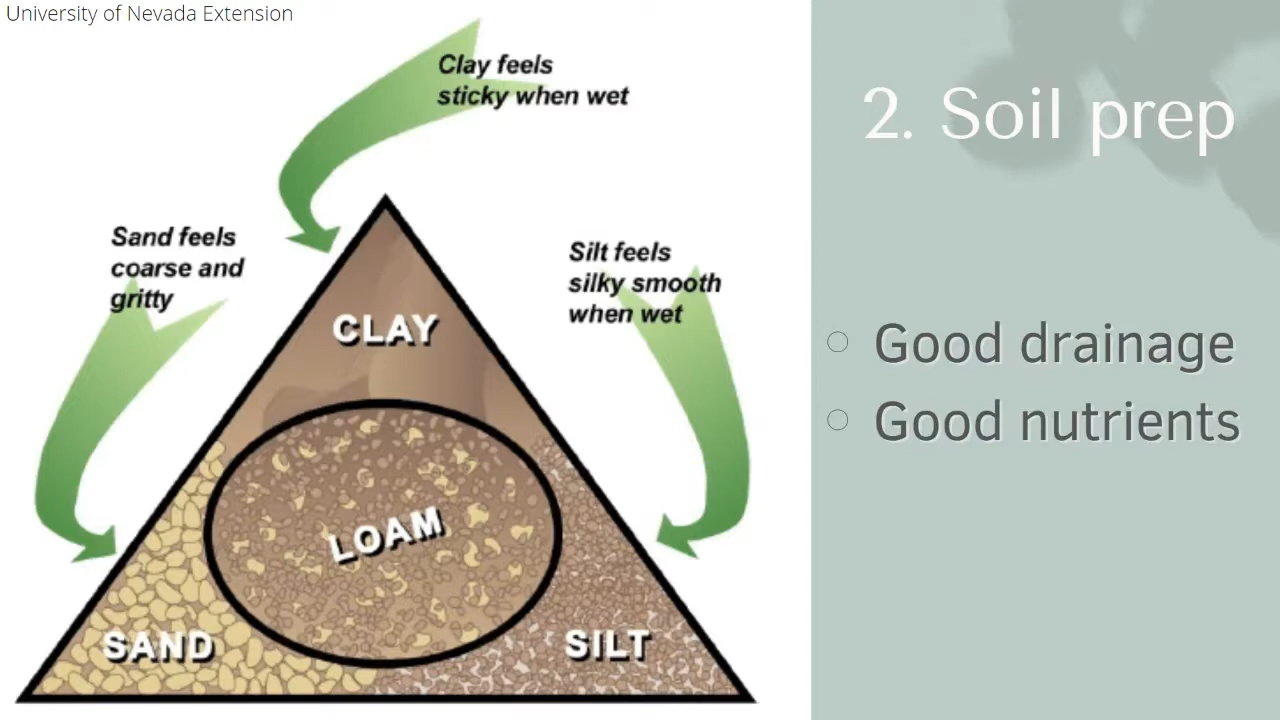 University of Nevada Extension
Clay feels
sticky when wet
Sand feels
coarse and
gritty
Silt feels
silky smooth
when wet
CLAY
LOAM
SAND
SILT
2. Soil prep
Good drainage
Good nutrients